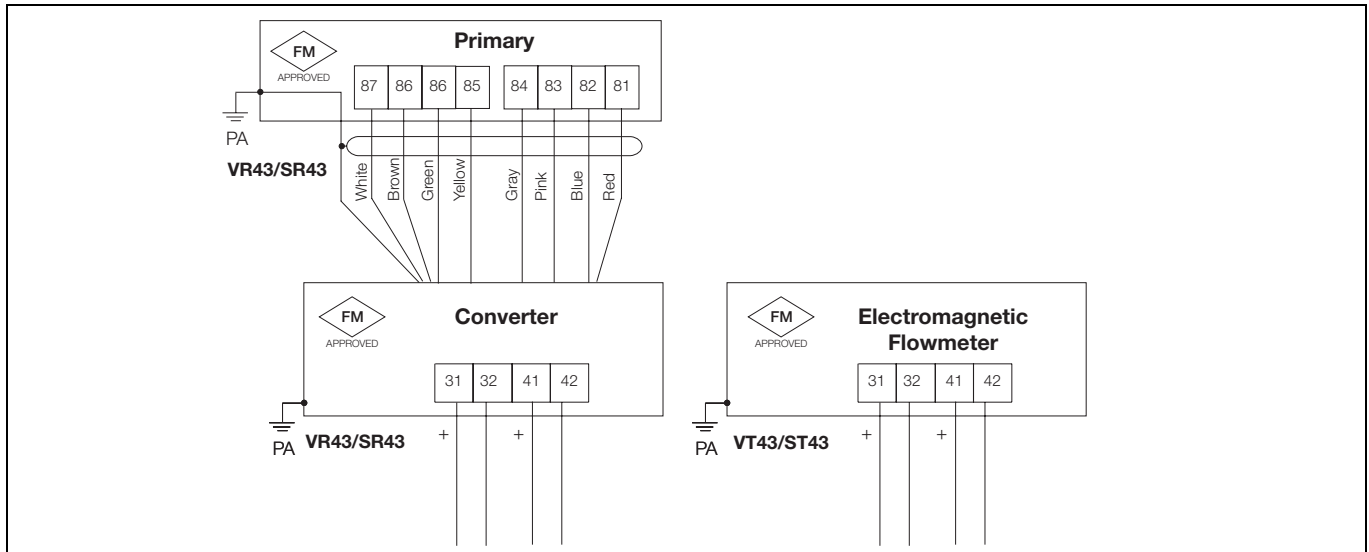 Primary
FM
APPROVED
87 86 86 85 84 83 82 81
PA
VR43/SR43
White Brown Green Yellow Gray Pink Blue Red
FM
APPROVED
Converter
31 32 41 42
PA
VR43/SR43
+ +
FM
APPROVED
Electromagnetic
Flowmeter
31 32 41 42
PA
VT43/ST43
+ +